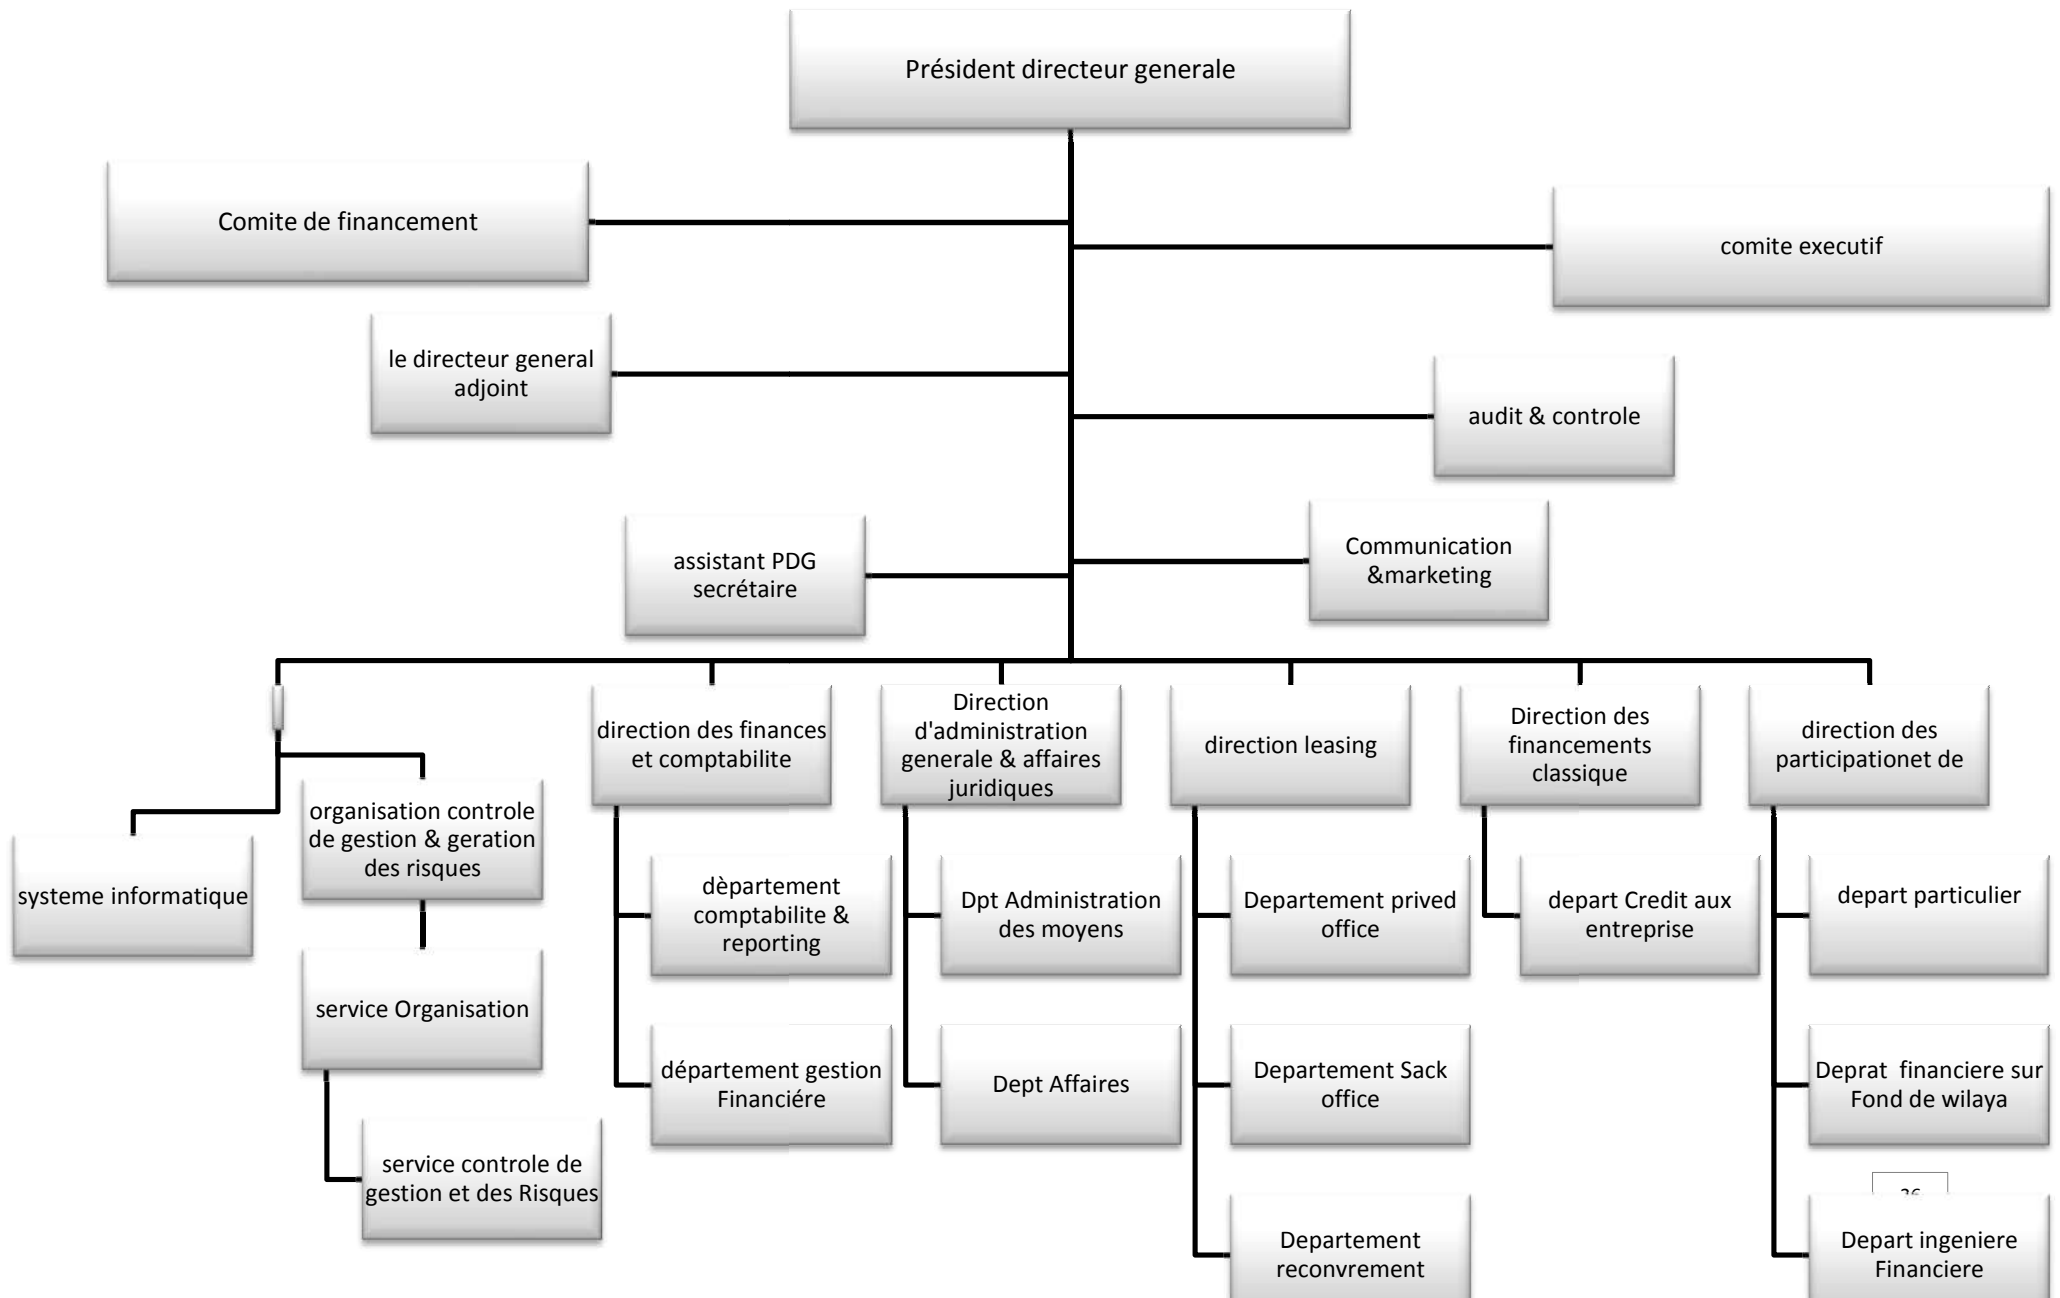 Président directeur generale
Comite de financement
comite executif
le directeur general
adjoint
audit & controle
assistant PDG
secrétaire
Communication
&marketing
systeme informatique
organisation controle
de gestion & geration
des risques
service Organisation
service controle de
gestion et des Risques
direction des finances
et comptabilite
dèpartement
comptabilite &
reporting
département gestion
Financiére
Direction
d'administration
generale & affaires
juridiques
Dpt Administration
des moyens
Dept Affaires
direction leasing
Departement prived
office
Departement Sack
office
Departement
reconvrement
Direction des
financements
classique
depart Credit aux
entreprise
direction des
participationet de
depart particulier
Deprat  financiere sur
Fond de wilaya
Depart ingeniere
Financiere